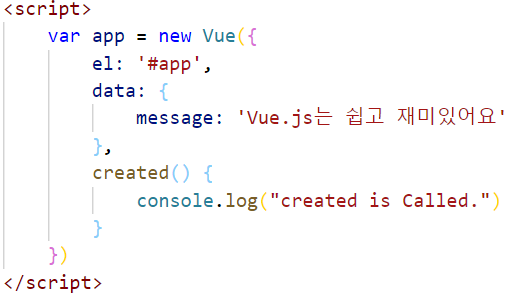 <script>
    var app = new Vue({
        el: '#app',
        data: {
            message: 'Vue.js는 쉽고 재미있어요'
        },
        created() {
            console.log("created is Called.")
        }
    })
</script>